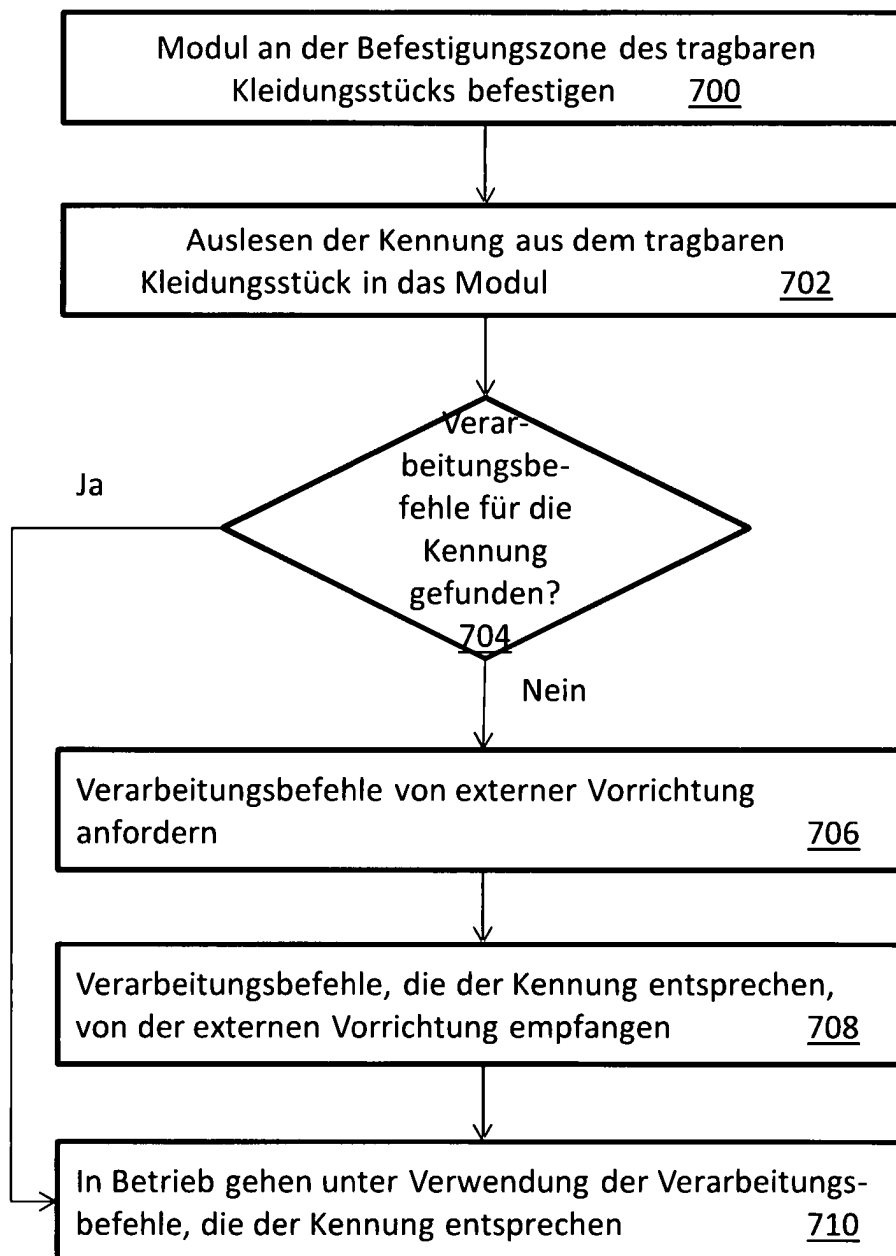 Modul an der Befestigungszone des tragbaren
Kleidungsstücks befestigen 700
Auslesen der Kennung aus dem tragbaren
Kleidungsstück in das Modul 702
Verar-
beitungsbe-
fehle für die
Kennung
gefunden?
704
Ja
Nein
Verarbeitungsbefehle von externer Vorrichtung
anfordern 706
Verarbeitungsbefehle, die der Kennung entsprechen,
von der externen Vorrichtung empfangen 708
In Betrieb gehen unter Verwendung der Verarbeitungs-
befehle, die der Kennung entsprechen 710